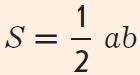 S = 1/2 ab